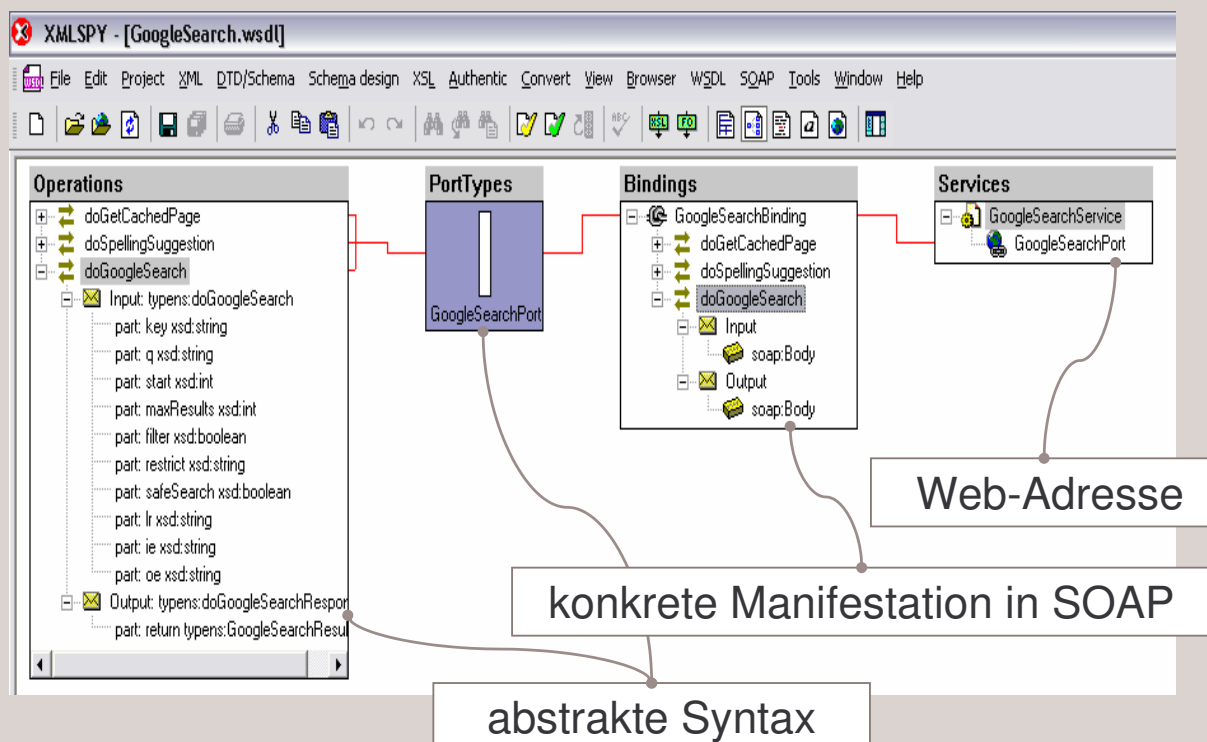 XMLSPY - [GoogleSearch.wsdl]
File Edit Project XML DTD/Schema Schema design XSL Authentic Convert View Browser WSDL SOAP Tools Window Help
ABC XSL FO a
Operations
doGetCachedPage
doSpellingSuggestion
doGoogleSearch
Input: typens:doGoogleSearch
part: key xsd:string
part: q xsd:string
part: start xsd:int
part: maxResults xsd:int
part: filter xsd:boolean
part: restrict xsd:string
part: safeSearch xsd:boolean
part: lr xsd:string
part: ie xsd:string
part: oe xsd:string
Output: typens:doGoogleSearchRespor
part: return typens:GoogleSearchResul
PortTypes
GoogleSearchPort
Bindings
GoogleSearchBinding
doGetCachedPage
doSpellingSuggestion
doGoogleSearch
Input
soap:Body
Output
soap:Body
Services
GoogleSearchService
GoogleSearchPort
Web-Adresse
konkrete Manifestation in SOAP
abstrakte Syntax